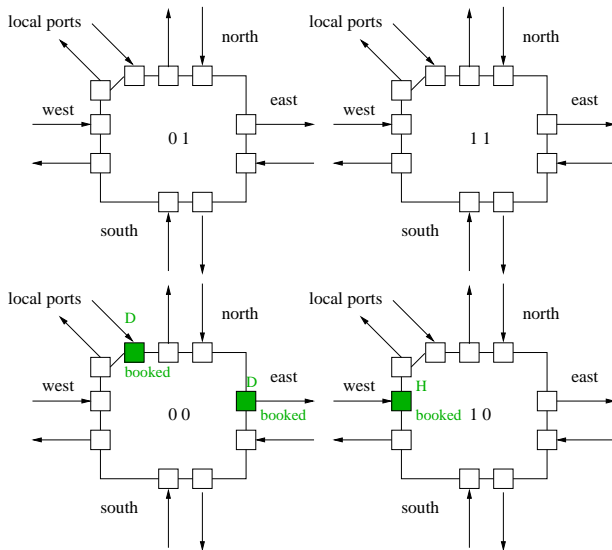 local ports
north
west
east
0 1
south
local ports
north
west
east
1 1
south
local ports
D
north
booked
west
D
east
booked
0 0
south
local ports
north
west
H
east
booked
1 0
south